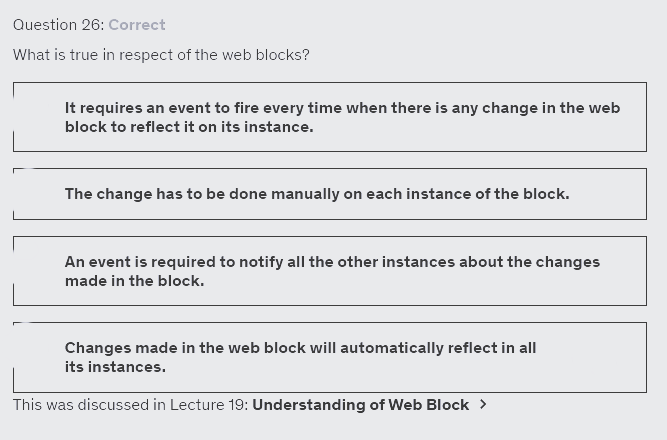 Question 26: Correct
What is true in respect of the web blocks?
It requires an event to fire every time when there is any change in the web
block to reflect it on its instance.
The change has to be done manually on each instance of the block.
An event is required to notify all the other instances about the changes
made in the block.
Changes made in the web block will automatically reflect in all
its instances.
This was discussed in Lecture 19: Understanding of Web Block >